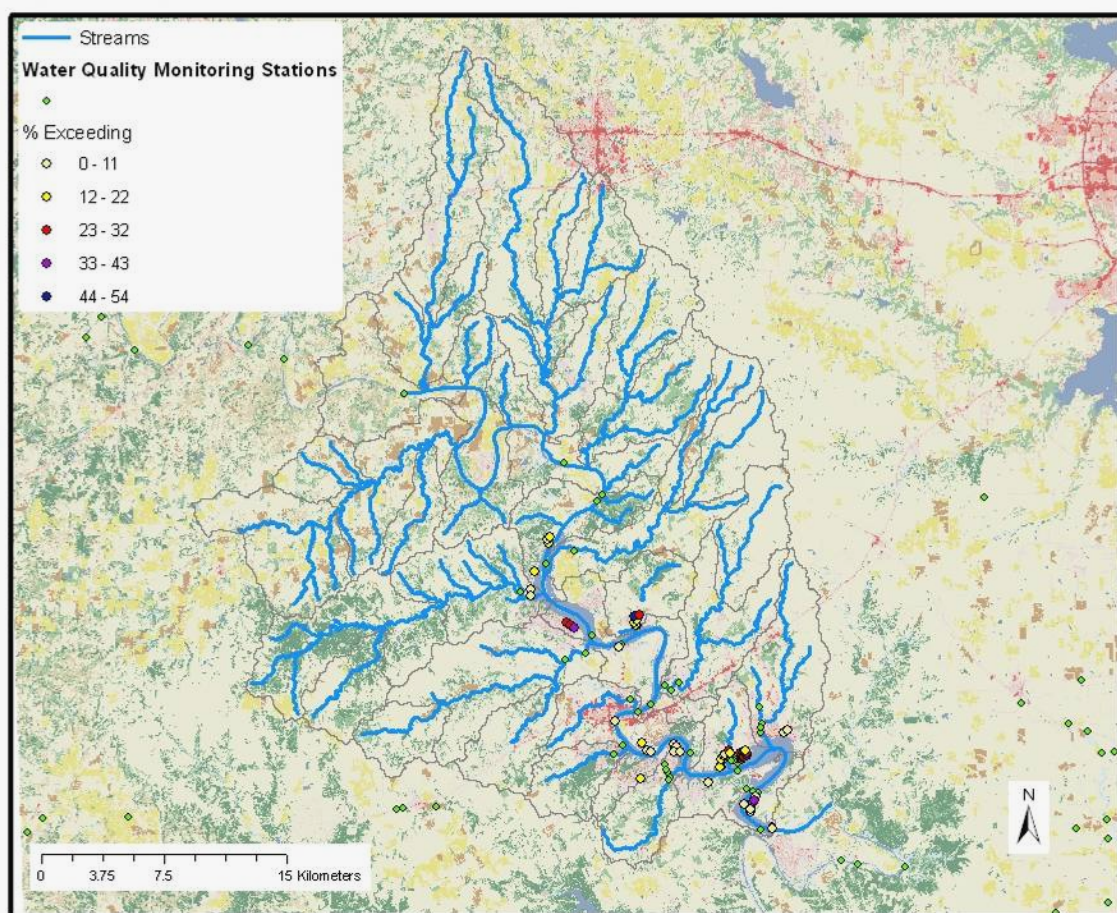 Streams
Water Quality Monitoring Stations
% Exceeding
0 - 11
12 - 22
23 - 32
33 - 43
44 - 54
N
0 3.75 7.5 15 Kilometers